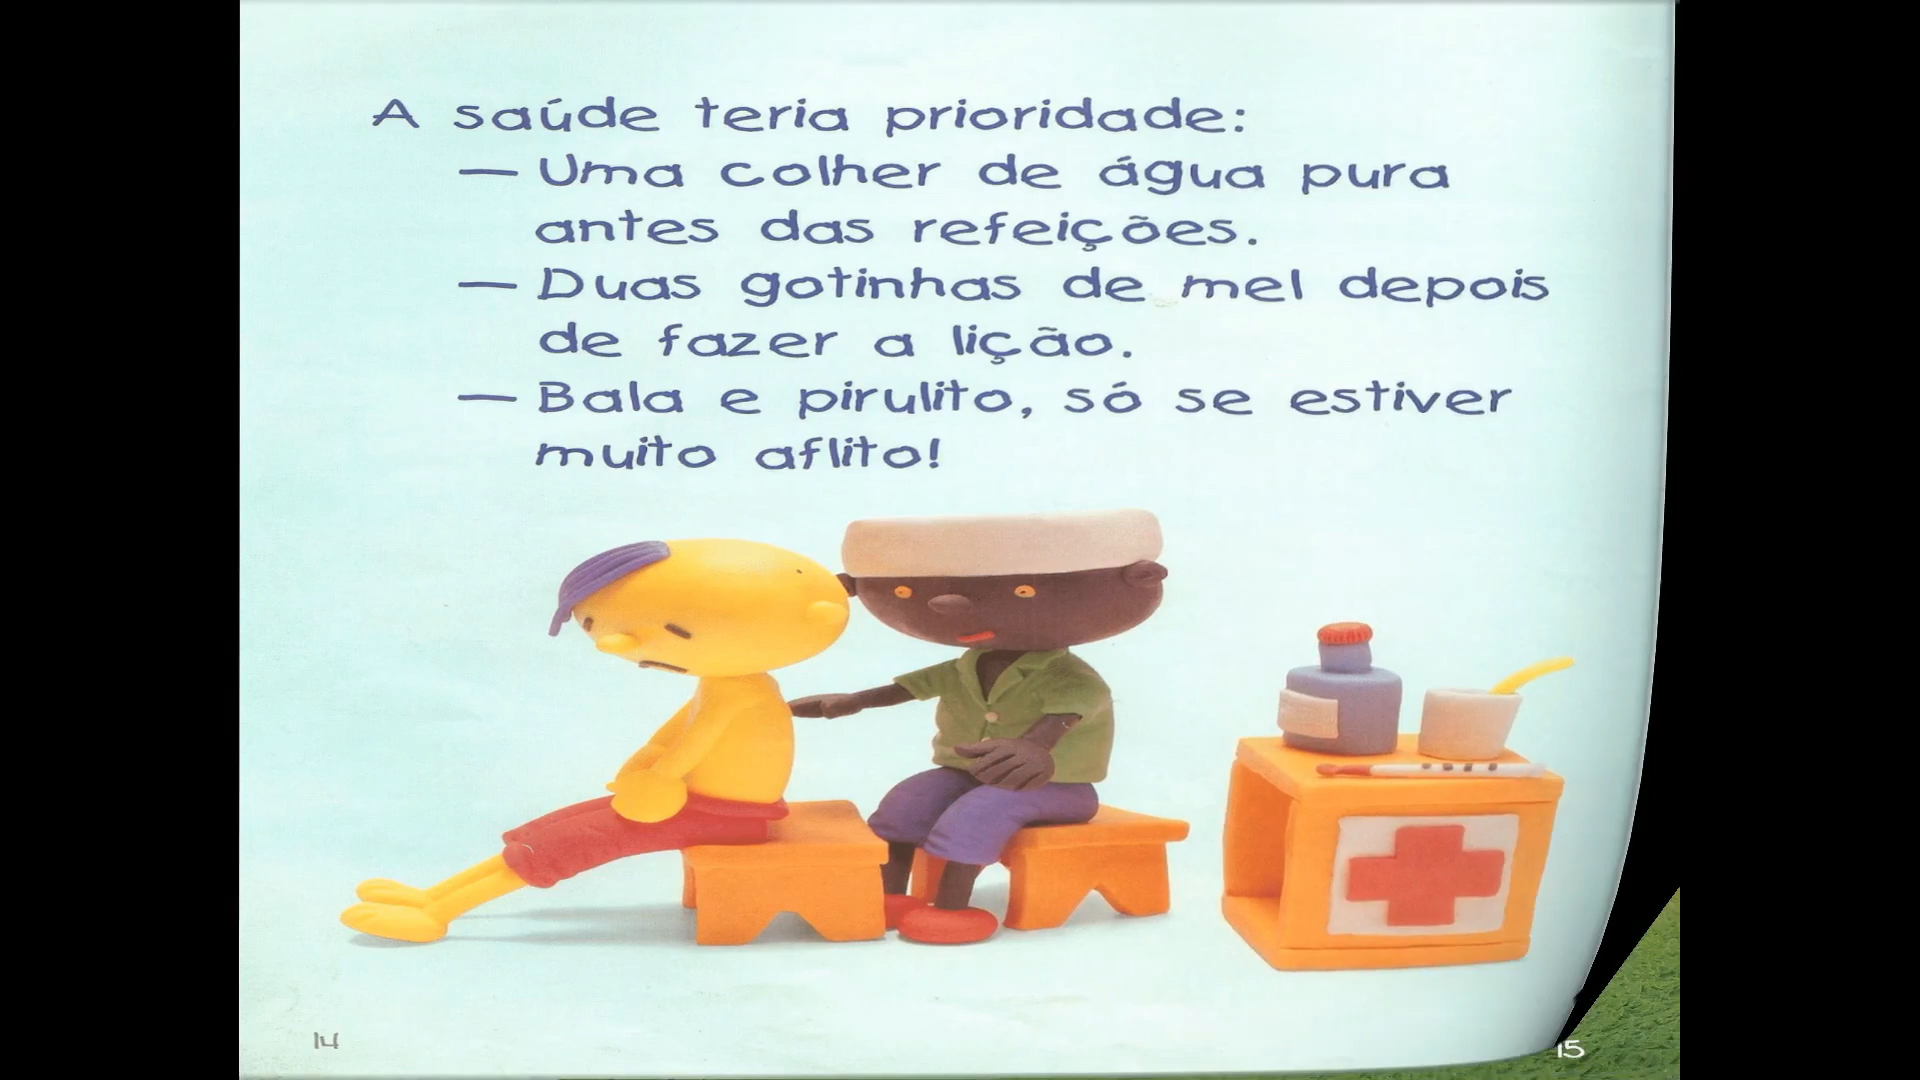 A saúde teria prioridade:
— Uma colher de água pura
antes das refeições.
— Duas gotinhas de mel depois
de fazer a lição.
— Bala e pirulito, só se estiver
muito aflito!
14
15